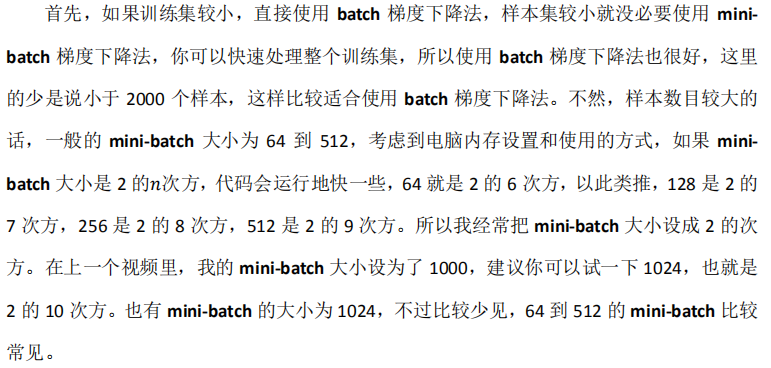 首先，如果训练集较小，直接使用 batch 梯度下降法，样本集较小就没必要使用 mini-
batch 梯度下降法，你可以快速处理整个训练集，所以使用 batch 梯度下降法也很好，这里
的少是说小于 2000 个样本，这样比较适合使用 batch 梯度下降法。不然，样本数目较大的
话，一般的 mini-batch 大小为 64 到 512，考虑到电脑内存设置和使用的方式，如果 mini-
batch 大小是 2 的𝑛次方，代码会运行地快一些，64 就是 2 的 6 次方，以此类推，128 是 2 的
7 次方，256 是 2 的 8 次方，512 是 2 的 9 次方。所以我经常把 mini-batch 大小设成 2 的次
方。在上一个视频里，我的 mini-batch 大小设为了 1000，建议你可以试一下 1024，也就是
2 的 10 次方。也有 mini-batch 的大小为 1024，不过比较少见，64 到 512 的 mini-batch 比较
常见。